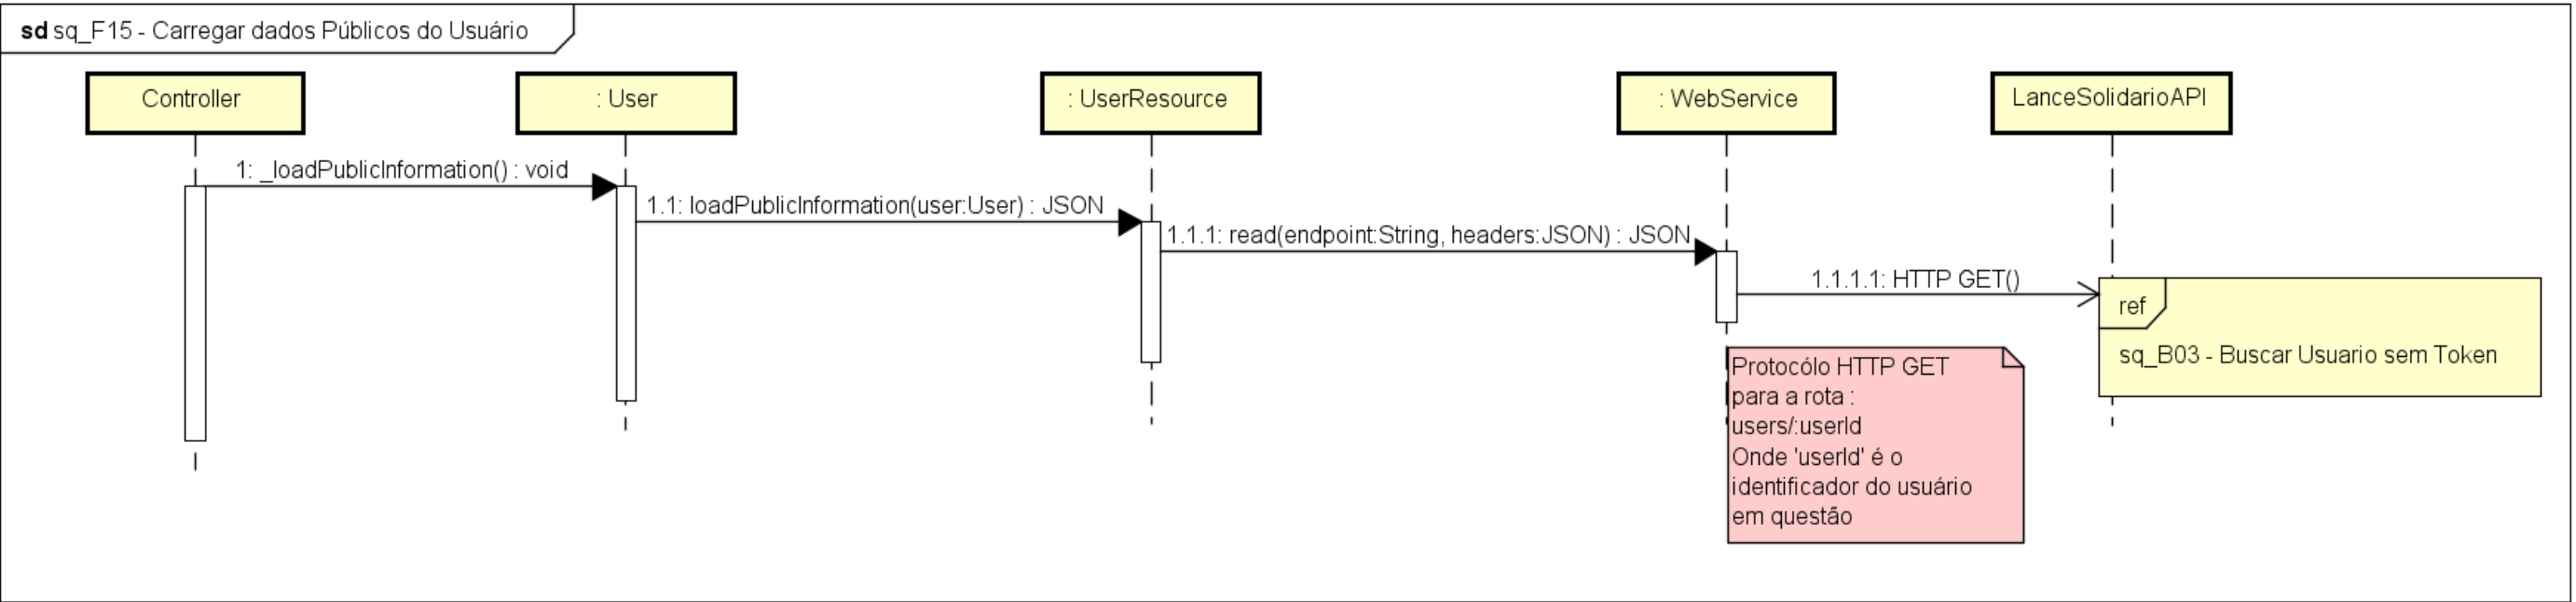 sd sq_F15 - Carregar dados Públicos do Usuário
Controller
: User
: UserResource
: WebService
LanceSolidarioAPI
1: _loadPublicInformation() : void
1.1: loadPublicInformation(user:User) : JSON
1.1.1: read(endpoint:String, headers:JSON) : JSON
1.1.1.1: HTTP GET()
ref
sq_B03 - Buscar Usuario sem Token
Protocólo HTTP GET
para a rota :
users/:userId
Onde 'userId' é o
identificador do usuário
em questão